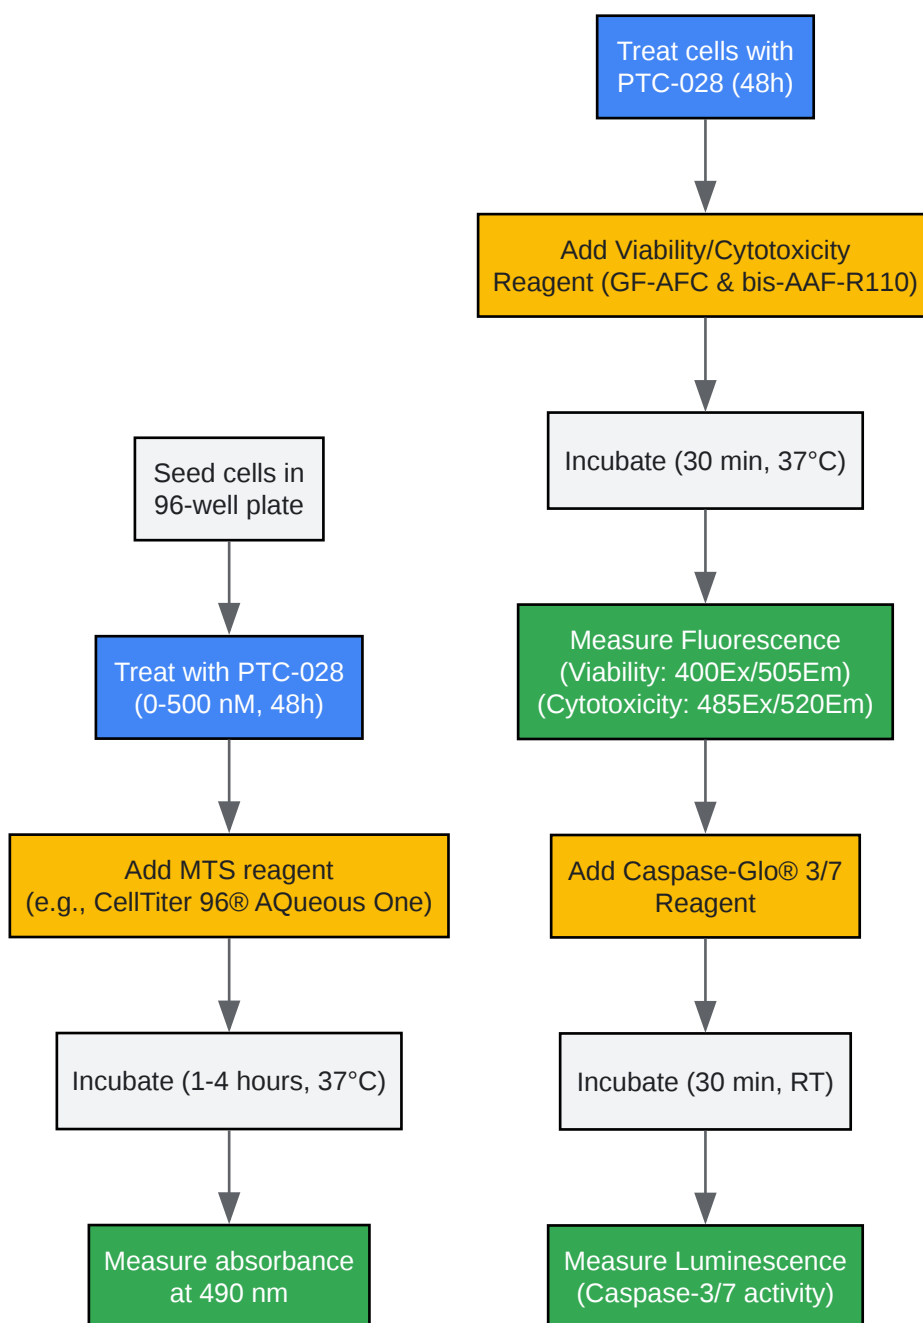 Seed cells in
96-well plate
Treat with PTC-028
(0-500 nM, 48h)
Add MTS reagent
(e.g., CellTiter 96® AQueous One)
Incubate (1-4 hours, 37°C)
Measure absorbance
at 490 nm
Treat cells with
PTC-028 (48h)
Add Viability/Cytotoxicity
Reagent (GF-AFC & bis-AAF-R110)
Incubate (30 min, 37°C)
Measure Fluorescence
(Viability: 400Ex/505Em)
(Cytotoxicity: 485Ex/520Em)
Add Caspase-Glo® 3/7
Reagent
Incubate (30 min, RT)
Measure Luminescence
(Caspase-3/7 activity)